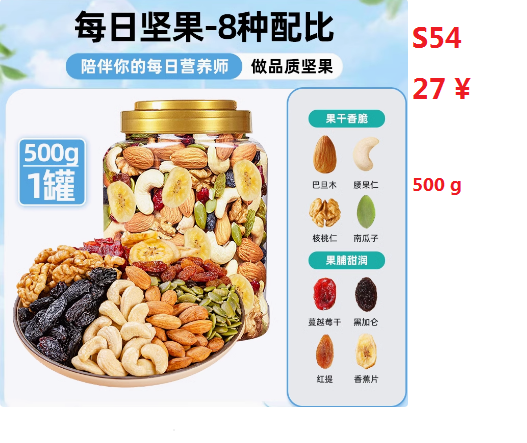 每日坚果-8种配比
陪伴你的每日营养师 做品质坚果
S54
27 ¥
500g
1罐
果干香脆
巴旦木 腰果仁
500 g
核桃仁 南瓜子
果脯甜润
蔓越莓干 黑加仑
红提 香蕉片